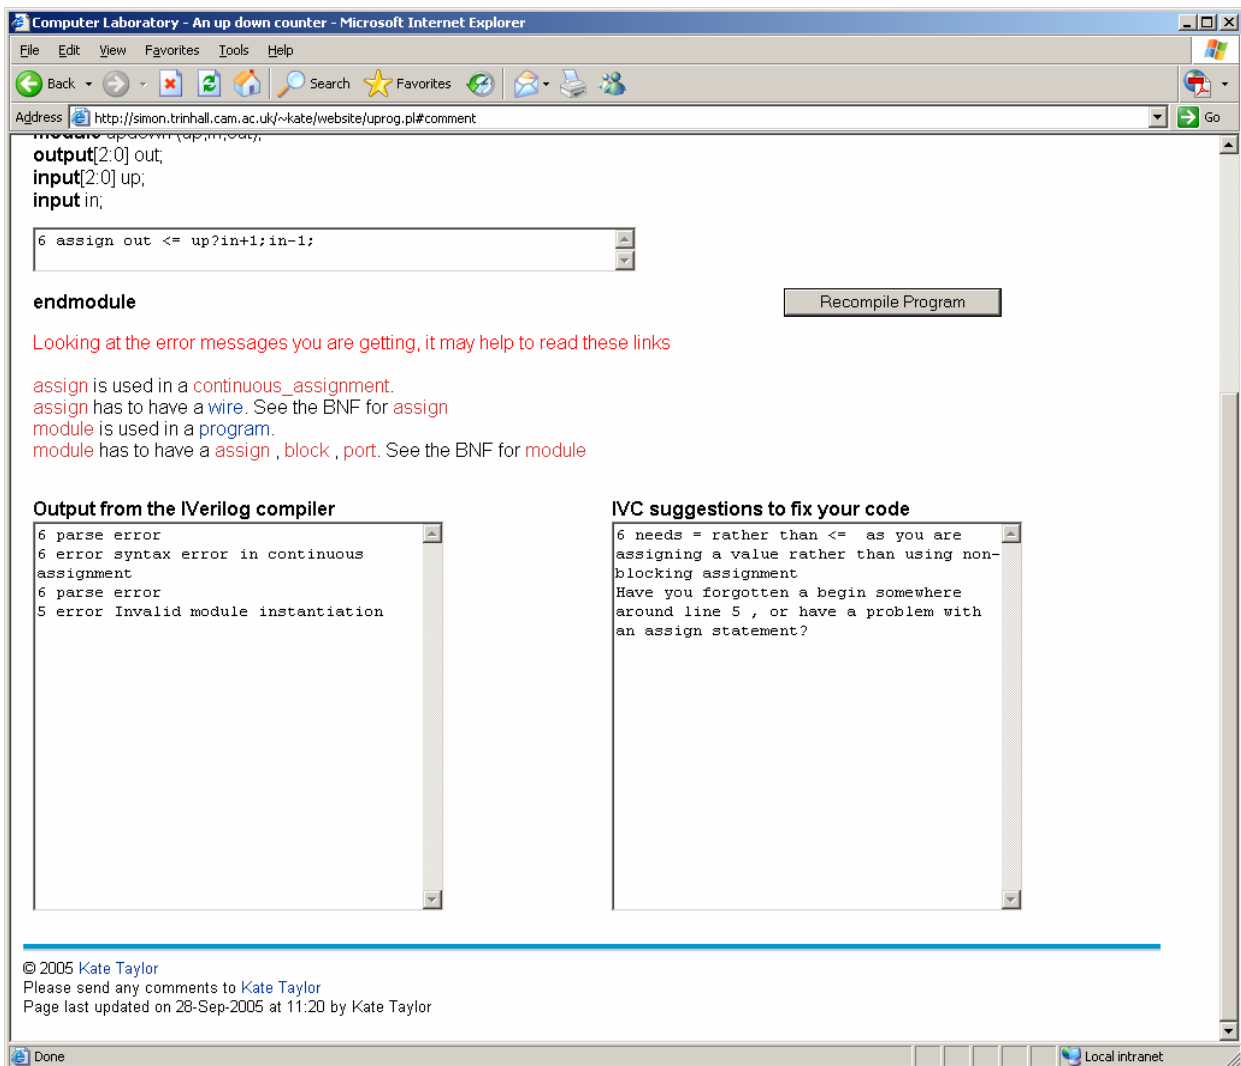 Computer Laboratory - An up down counter - Microsoft Internet Explorer
File Edit View Favorites Tools Help
Back Search Favorites
Address http://simon.trinhall.cam.ac.uk/~kate/website/uprog.pl#comment Go
module updown (up,in,out);
output[2:0] out;
input[2:0] up;
input in;
6 assign out <= up?in+1;in-1;
endmodule
Recompile Program
Looking at the error messages you are getting, it may help to read these links
assign is used in a continuous_assignment.
assign has to have a wire. See the BNF for assign
module is used in a program.
module has to have a assign , block , port. See the BNF for module
Output from the IVerilog compiler
6 parse error
6 error syntax error in continuous
assignment
6 parse error
5 error Invalid module instantiation
IVC suggestions to fix your code
6 needs = rather than <= as you are
assigning a value rather than using non-
blocking assignment
Have you forgotten a begin somewhere
around line 5 , or have a problem with
an assign statement?
© 2005 Kate Taylor
Please send any comments to Kate Taylor
Page last updated on 28-Sep-2005 at 11:20 by Kate Taylor
Done
Local intranet